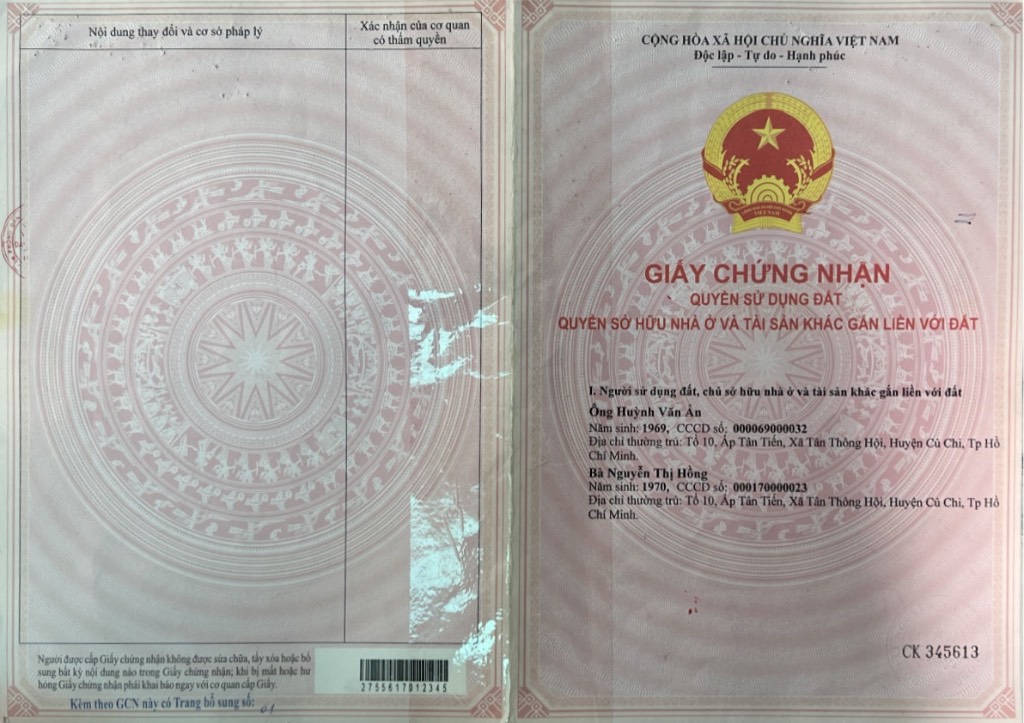 Nội dung thay đổi và cơ sở pháp lý
Xác nhận của cơ quan
có thẩm quyền
Người được cấp Giấy chứng nhận không được sửa chữa, tẩy xóa hoặc bổ
sung bất kỳ nội dung nào trong Giấy chứng nhận; khi bị mất hoặc hư
hỏng Giấy chứng nhận phải khai báo ngay với cơ quan cấp Giấy.
Kèm theo GCN này có Trang bổ sung số: 01
2755617812345
CỘNG HÒA XÃ HỘI CHỦ NGHĨA VIỆT NAM
Độc lập - Tự do - Hạnh phúc
VIỆT NAM
GIẤY CHỨNG NHẬN
QUYỀN SỬ DỤNG ĐẤT
QUYỀN SỞ HỮU NHÀ Ở VÀ TÀI SẢN KHÁC GẮN LIỀN VỚI ĐẤT
I. Người sử dụng đất, chủ sở hữu nhà ở và tài sản khác gắn liền với đất
Ông Huỳnh Văn Ản
Năm sinh: 1969, CCCD số: 000069000032
Địa chỉ thường trú: Tổ 10, Ấp Tân Tiến, Xã Tân Thông Hội, Huyện Củ Chi, Tp Hồ
Chí Minh.
Bà Nguyễn Thị Hồng
Năm sinh: 1970, CCCD số: 000170000023
Địa chỉ thường trú: Tổ 10, Ấp Tân Tiến, Xã Tân Thông Hội, Huyện Củ Chi, Tp Hồ
Chí Minh.
CK 345613